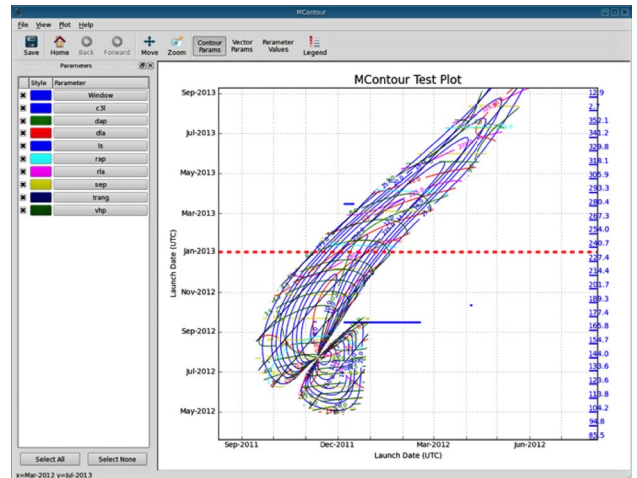 MContour
File View Plot Help
Save Home Back Forward Move Zoom Contour Params Vector Params Parameter Values Legend
Parameters
Style Parameter
Window
c3l
dap
dla
ls
rap
rla
sep
trang
vhp
Select All Select None
x=Mar-2012 y=Jul-2013
MContour Test Plot
Launch Date (UTC)
Sep-2013
Jul-2013
May-2013
Mar-2013
Jan-2013
Nov-2012
Sep-2012
Jul-2012
May-2012
Sep-2011 Dec-2011 Mar-2012 Jun-2012
Launch Date (UTC)
12.9
2.7
352.1
341.2
329.8
318.1
305.9
293.3
280.4
267.3
254.0
240.7
227.4
214.4
201.7
189.3
177.4
165.8
154.7
144.0
133.6
123.6
113.8
104.2
94.8
85.5